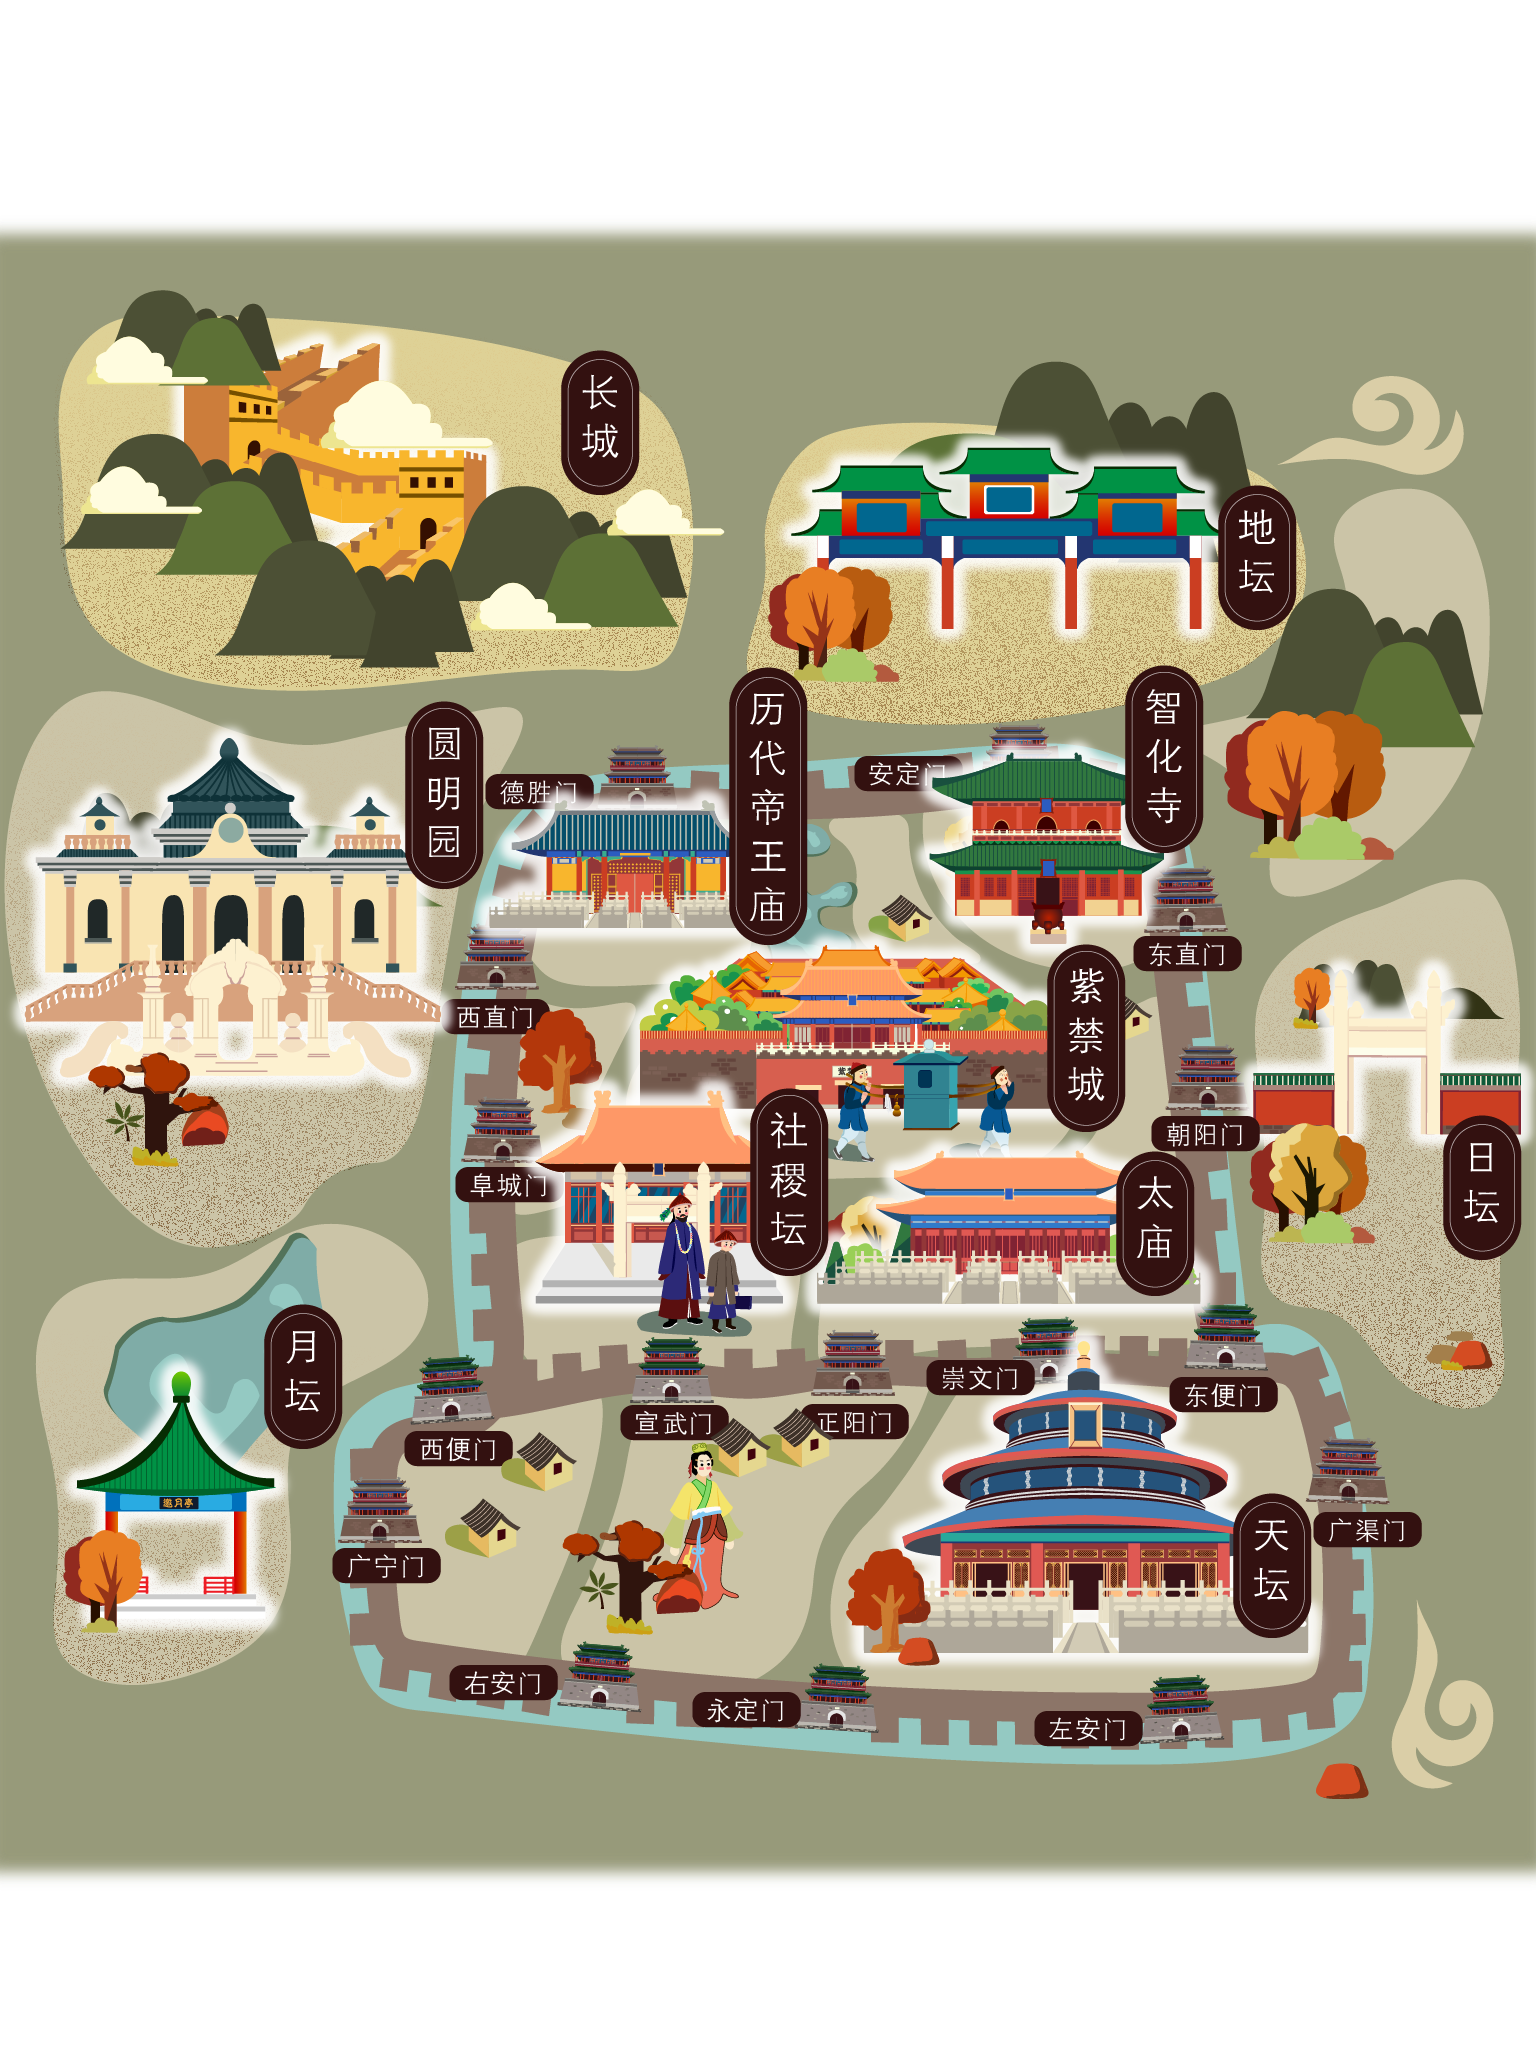 长城
地坛
历代帝王庙
智化寺
圆明园
德胜门
安定门
东直门
西直门
紫禁城
社稷坛
朝阳门
日坛
阜城门
太庙
月坛
崇文门
东便门
宣武门
正阳门
西便门
邀月亭
天坛
广渠门
广宁门
右安门
永定门
左安门